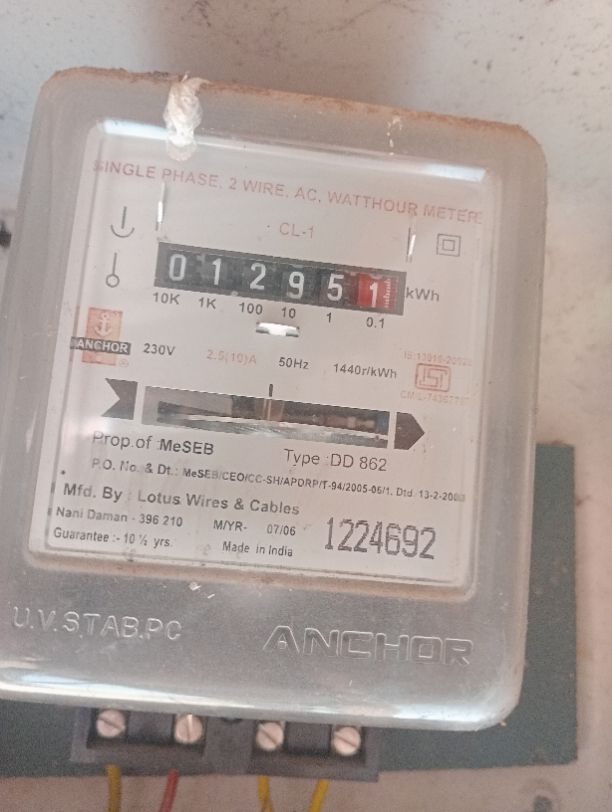 SINGLE PHASE, 2 WIRE, AC, WATTHOUR METER
CL-1
0 1 2 9 5 1 kWh
10K 1K 100 10 1 0.1
ANCHOR 230V 2.5(10)A 50Hz 1440r/kWh
Prop.of :MeSEB Type :DD 862
P.O. No. & Dt.: MeSEB/CEO/CC-SH/APDRP/T-94/2005-06/1, Dtd. 13-2-
Mfd. By : Lotus Wires & Cables
Nani Daman - 396 210 M/YR- 07/06
Guarantee :- 10 ½ yrs. Made in India
1224692
U.V.STAB.PC ANCHOR